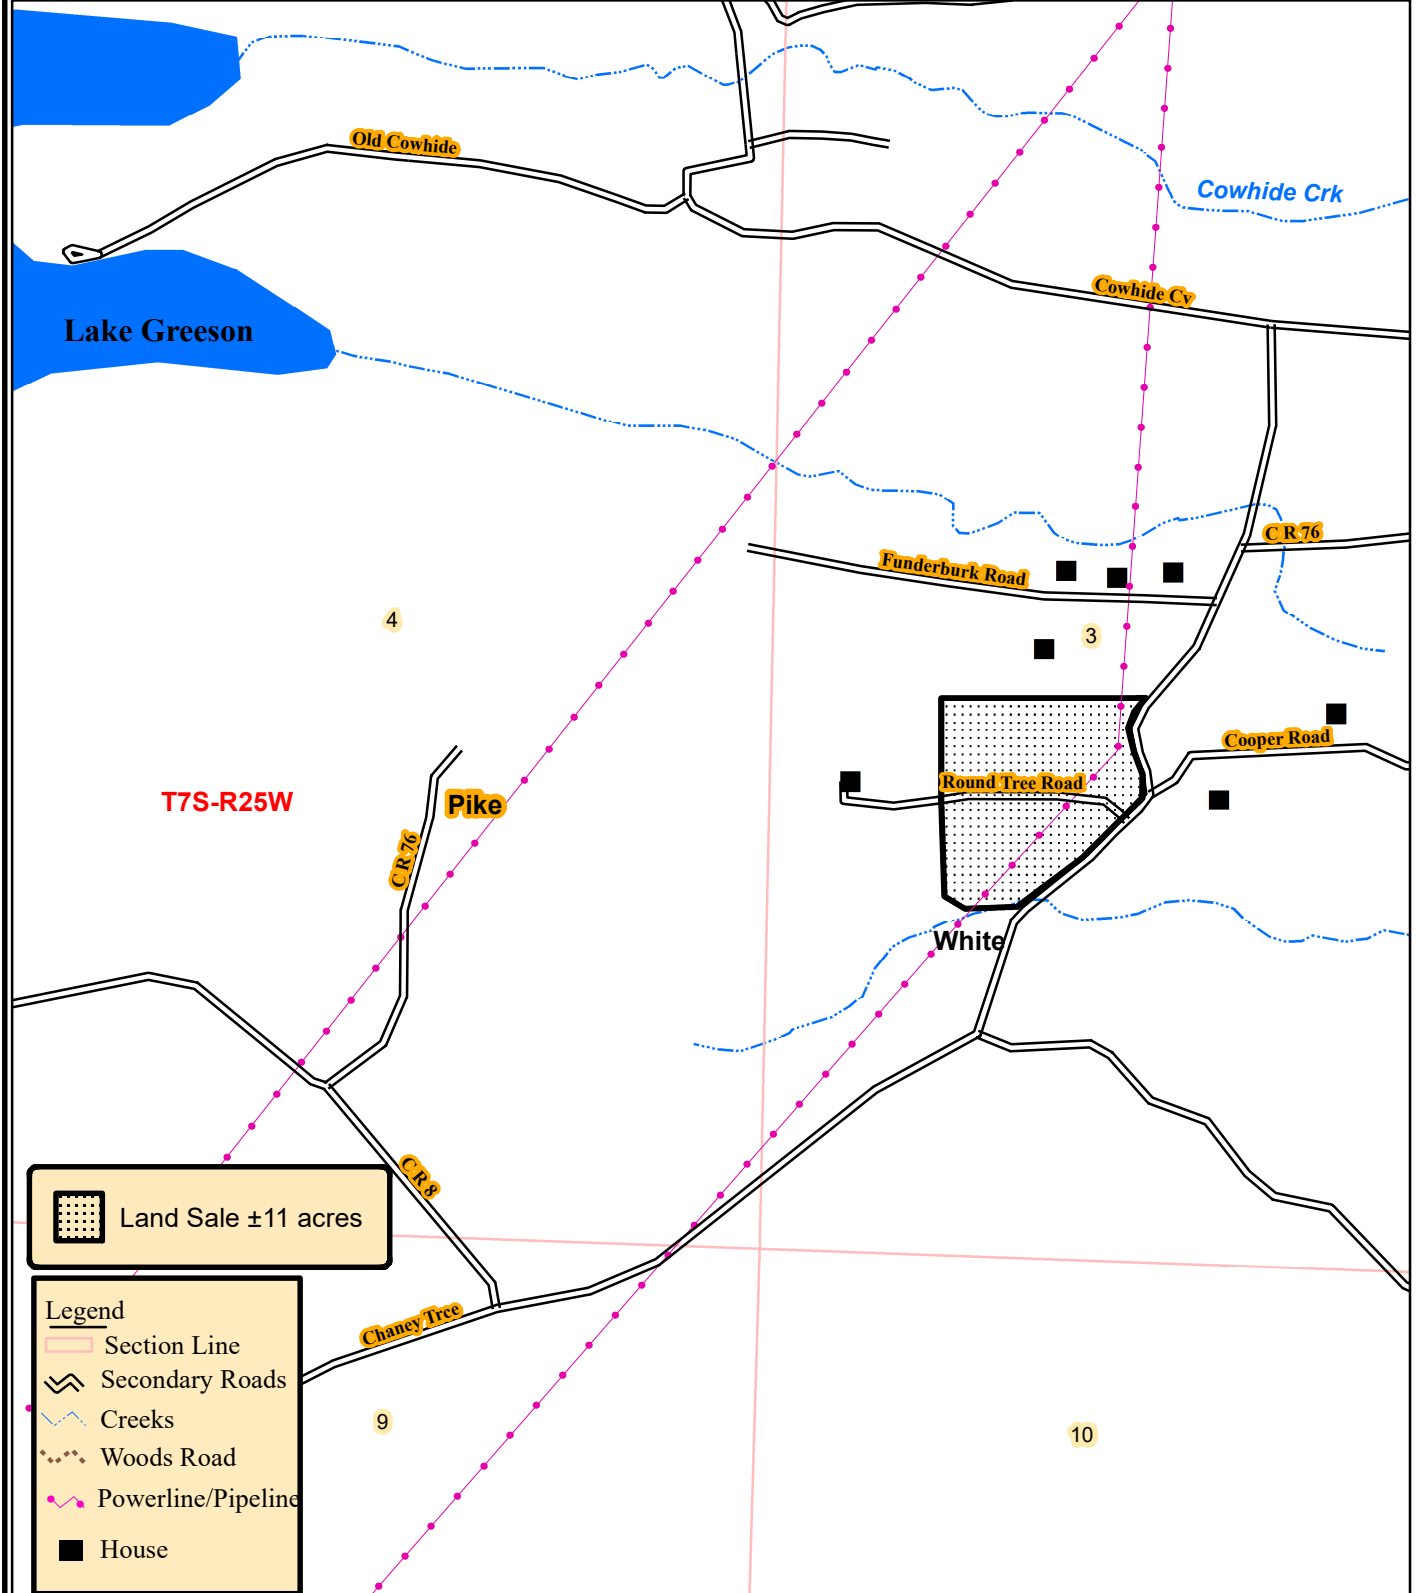 Old Cowhide
Cowhide Crk
Cowhide Cv
Lake Greeson
C R 76
Funderburk Road
4
3
Cooper Road
Round Tree Road
T7S-R25W
Pike
C R 76
White
C R 8
Land Sale ±11 acres
Chaney Trce
Legend
Section Line
Secondary Roads
Creeks
Woods Road
Powerline/Pipeline
House
9
10